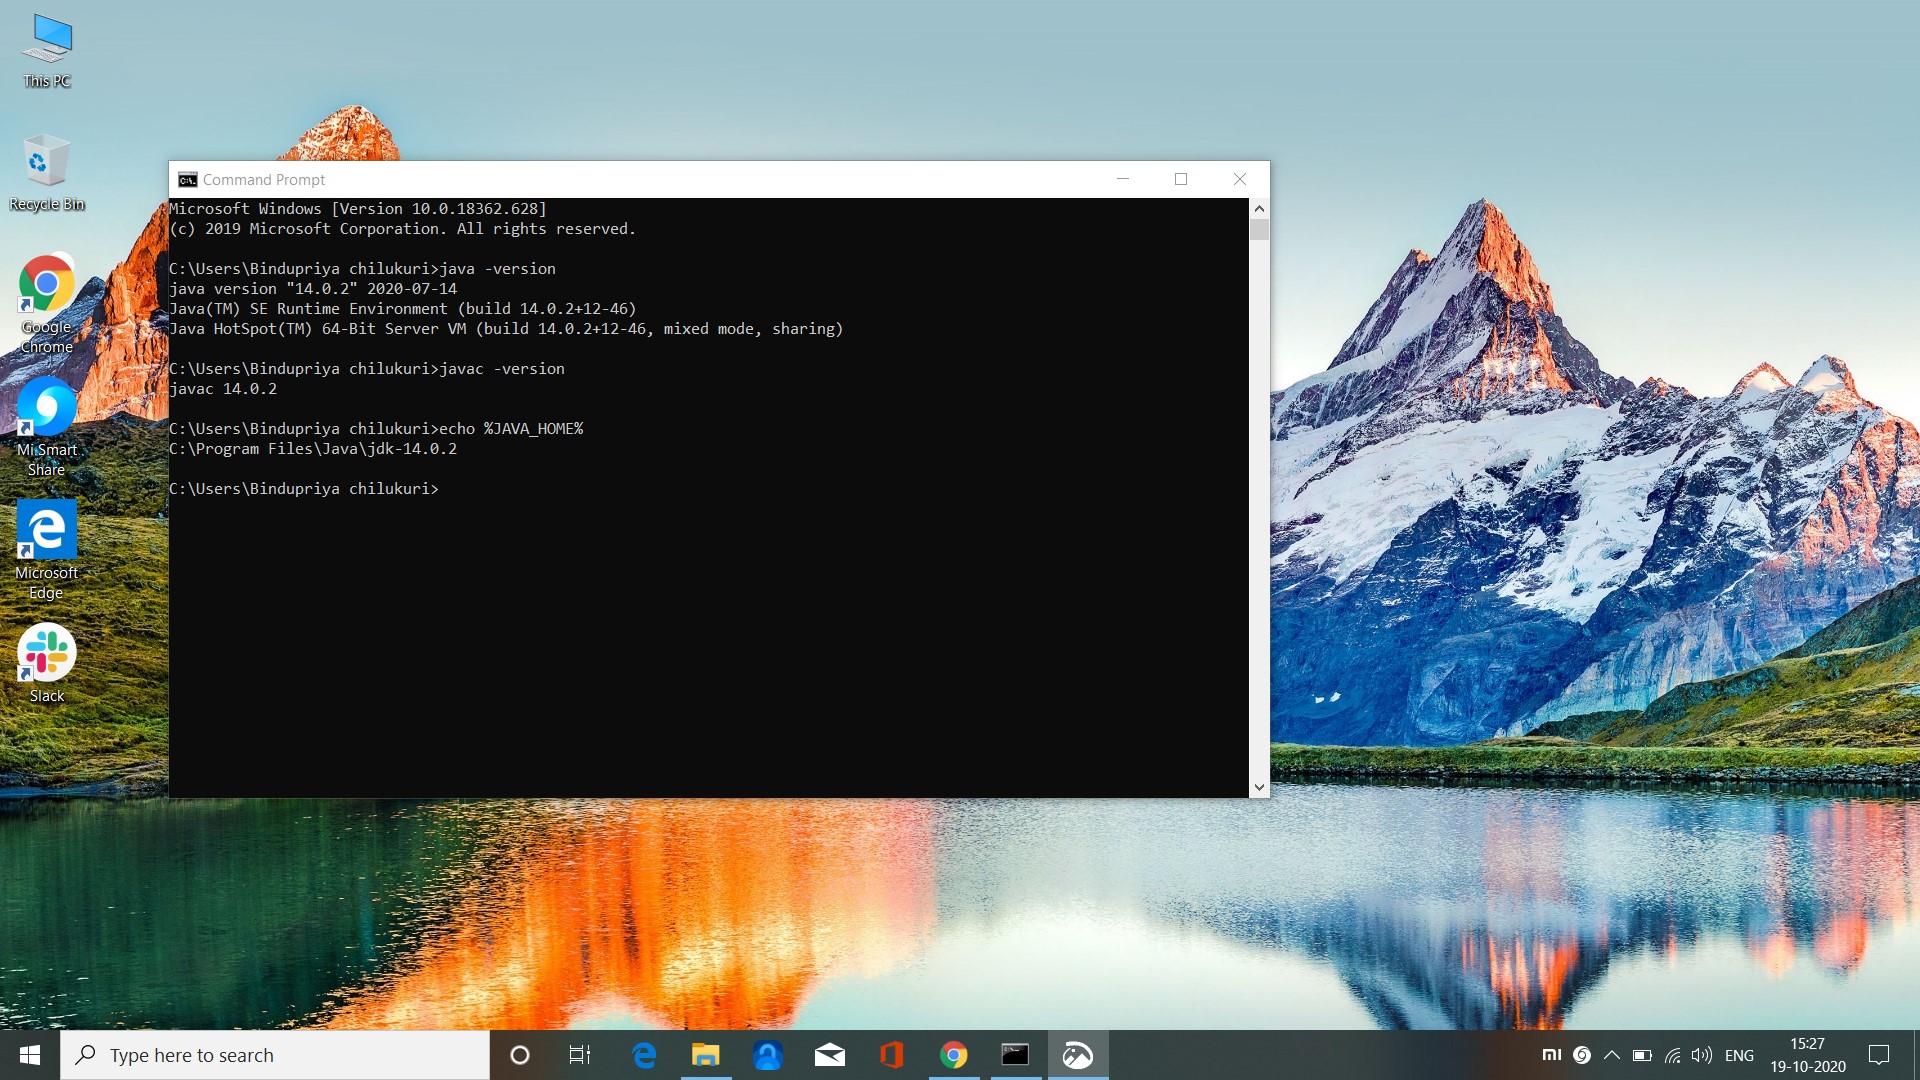 This PC
Recycle Bin
Google
Chrome
Mi Smart
Share
Microsoft
Edge
Slack
Command Prompt
Microsoft Windows [Version 10.0.18362.628]
(c) 2019 Microsoft Corporation. All rights reserved.
C:\Users\Bindupriya chilukuri>java -version
java version "14.0.2" 2020-07-14
Java(TM) SE Runtime Environment (build 14.0.2+12-46)
Java HotSpot(TM) 64-Bit Server VM (build 14.0.2+12-46, mixed mode, sharing)
C:\Users\Bindupriya chilukuri>javac -version
javac 14.0.2
C:\Users\Bindupriya chilukuri>echo %JAVA_HOME%
C:\Program Files\Java\jdk-14.0.2
C:\Users\Bindupriya chilukuri>
Type here to search
ENG
15:27
19-10-2020